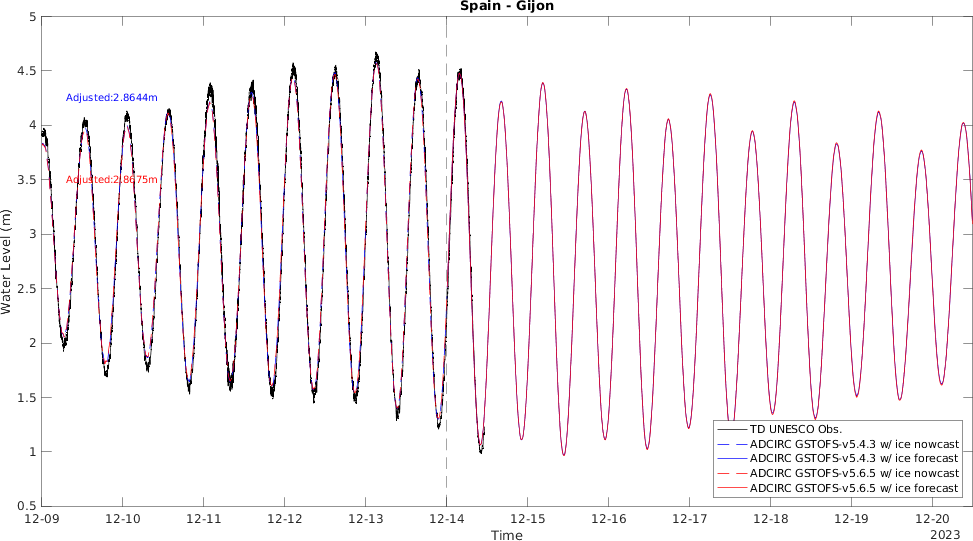 Spain - Gijon
5
4.5
Adjusted:2.8644m
4
3.5
Adjusted:2.8675m
3
2.5
2
1.5
1
0.5
Water Level (m)
TD UNESCO Obs.
ADCIRC GSTOFS-v5.4.3 w/ ice nowcast
ADCIRC GSTOFS-v5.4.3 w/ ice forecast
ADCIRC GSTOFS-v5.6.5 w/ ice nowcast
ADCIRC GSTOFS-v5.6.5 w/ ice forecast
12-09 12-10 12-11 12-12 12-13 12-14 12-15 12-16 12-17 12-18 12-19 12-20
Time
2023